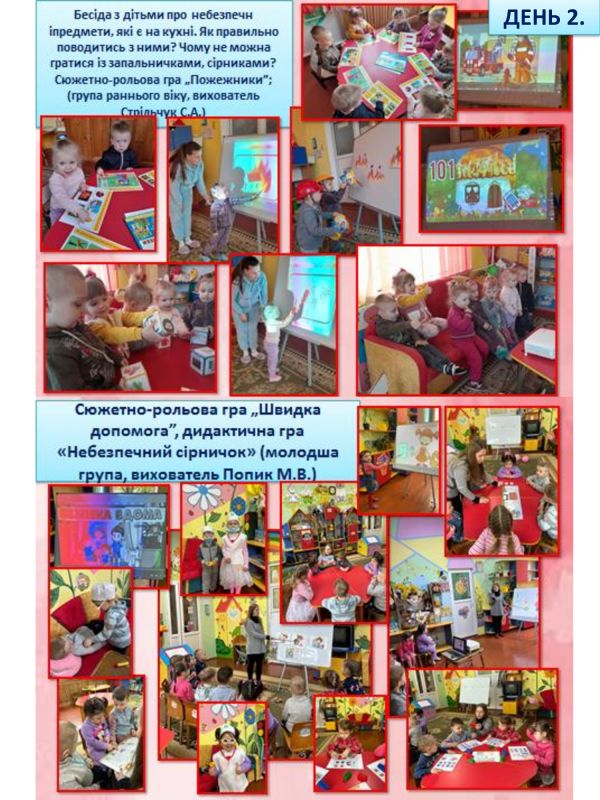 ДЕНЬ 2.
Бесіда з дітьми про небезпечн
іпредмети, які є на кухні. Як правильно
поводитись з ними? Чому не можна
гратися із запальничками, сірниками?
Сюжетно-рольова гра „Пожежники”;
(група раннього віку, вихователь
Стрільчук С.А.)
101
Сюжетно-рольова гра „Швидка
допомога”, дидактична гра
«Небезпечний сірничок» (молодша
група, вихователь Попик М.В.)
ВДОМА